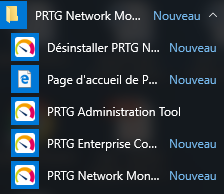 PRTG Network Mo... Nouveau
Désinstaller PRTG N... Nouveau
Page d'accueil de P... Nouveau
PRTG Administration Tool
PRTG Enterprise Co... Nouveau
PRTG Network Mon... Nouveau